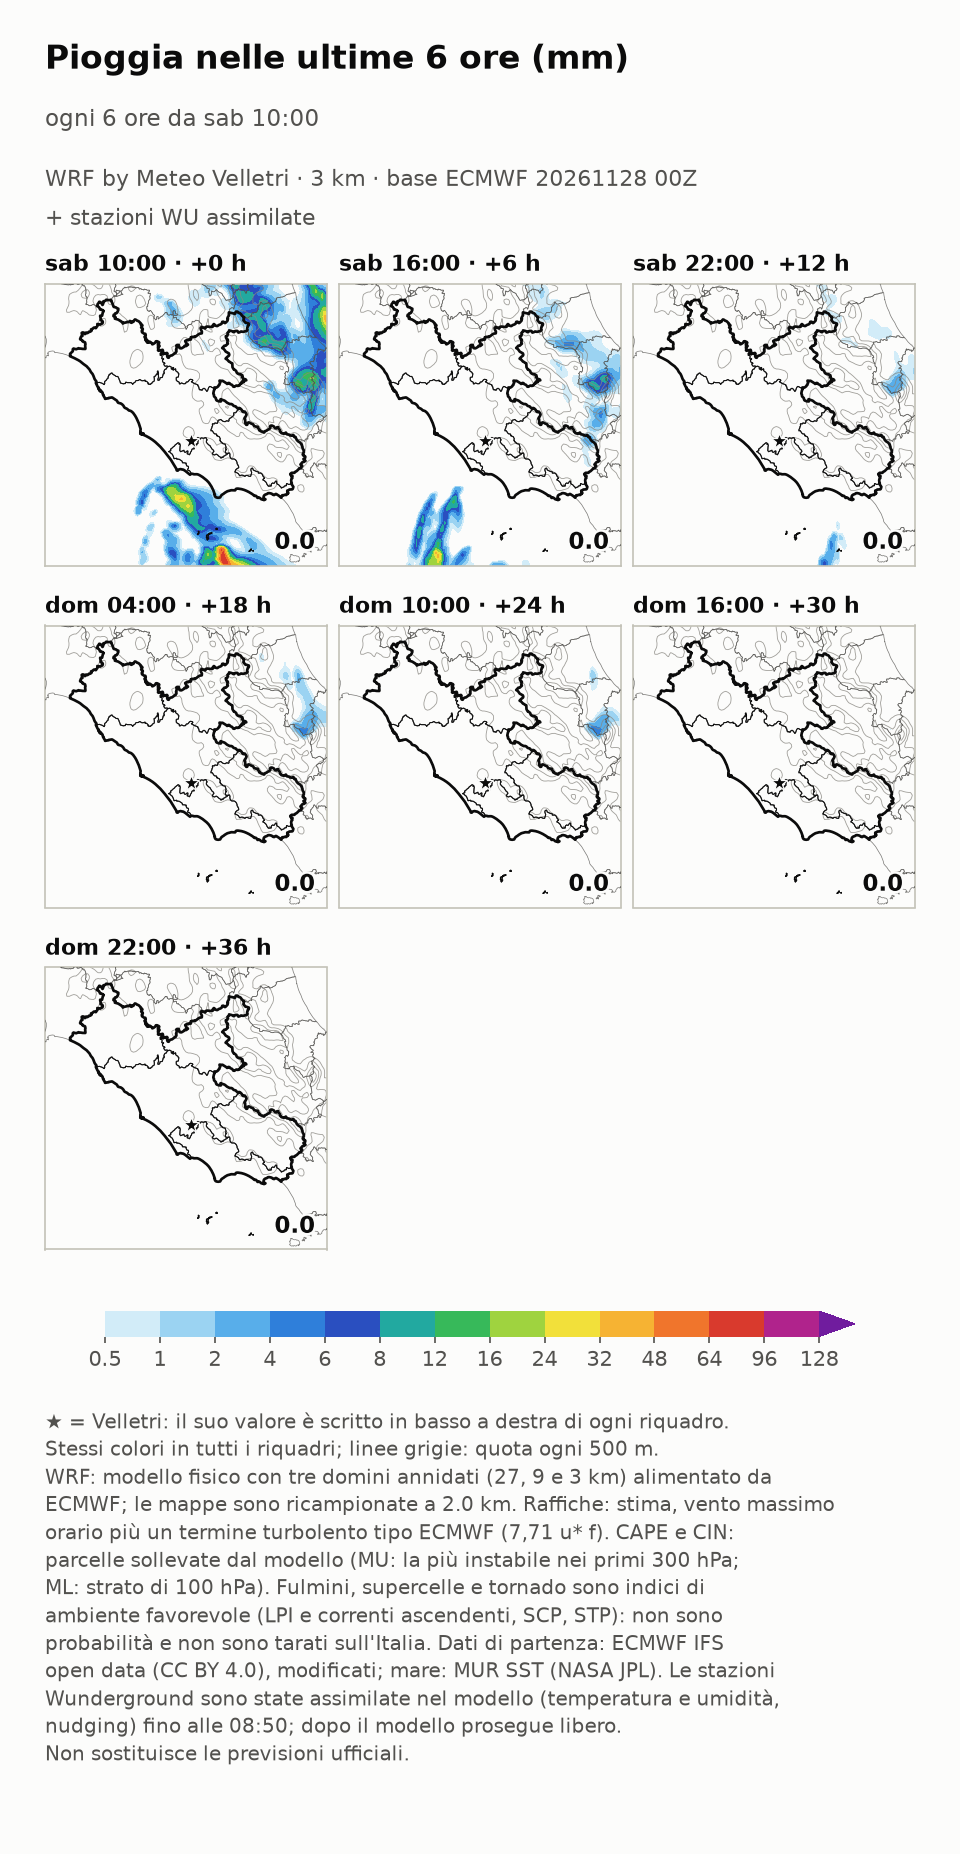 Pioggia nelle ultime 6 ore (mm)
ogni 6 ore da sab 10:00
WRF by Meteo Velletri · 3 km · base ECMWF 20261128 00Z
+ stazioni WU assimilate
sab 10:00 · +0 h
sab 16:00 · +6 h
sab 22:00 · +12 h
0.0
0.0
0.0
dom 04:00 · +18 h
dom 10:00 · +24 h
dom 16:00 · +30 h
0.0
0.0
0.0
dom 22:00 · +36 h
0.0
0.5 1 2 4 6 8 12 16 24 32 48 64 96 128
★ = Velletri: il suo valore è scritto in basso a destra di ogni riquadro.
Stessi colori in tutti i riquadri; linee grigie: quota ogni 500 m.
WRF: modello fisico con tre domini annidati (27, 9 e 3 km) alimentato da
ECMWF; le mappe sono ricampionate a 2.0 km. Raffiche: stima, vento massimo
orario più un termine turbolento tipo ECMWF (7,71 u* f). CAPE e CIN:
parcelle sollevate dal modello (MU: la più instabile nei primi 300 hPa;
ML: strato di 100 hPa). Fulmini, supercelle e tornado sono indici di
ambiente favorevole (LPI e correnti ascendenti, SCP, STP): non sono
probabilità e non sono tarati sull'Italia. Dati di partenza: ECMWF IFS
open data (CC BY 4.0), modificati; mare: MUR SST (NASA JPL). Le stazioni
Wunderground sono state assimilate nel modello (temperatura e umidità,
nudging) fino alle 08:50; dopo il modello prosegue libero.
Non sostituisce le previsioni ufficiali.